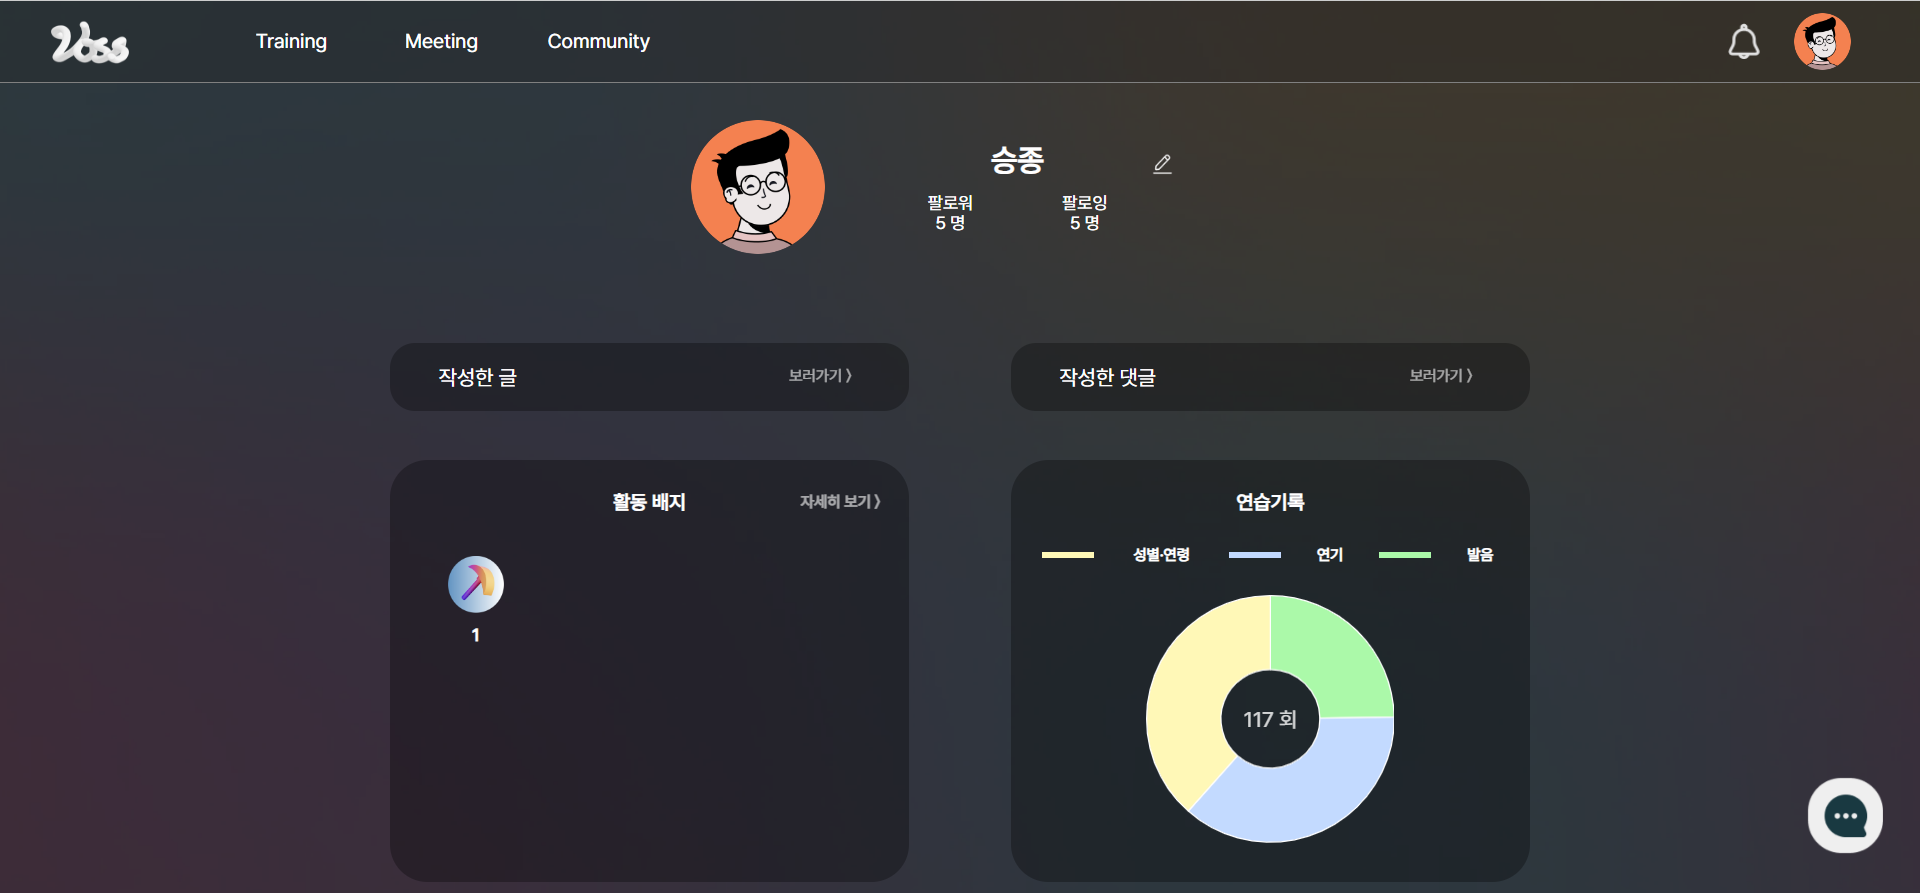 Training Meeting Community
승종
팔로워 팔로잉
5 명 5 명
작성한 글 보러가기 〉
작성한 댓글 보러가기 〉
활동 배지 자세히 보기 〉
1
연습기록
성별·연령 연기 발음
117 회